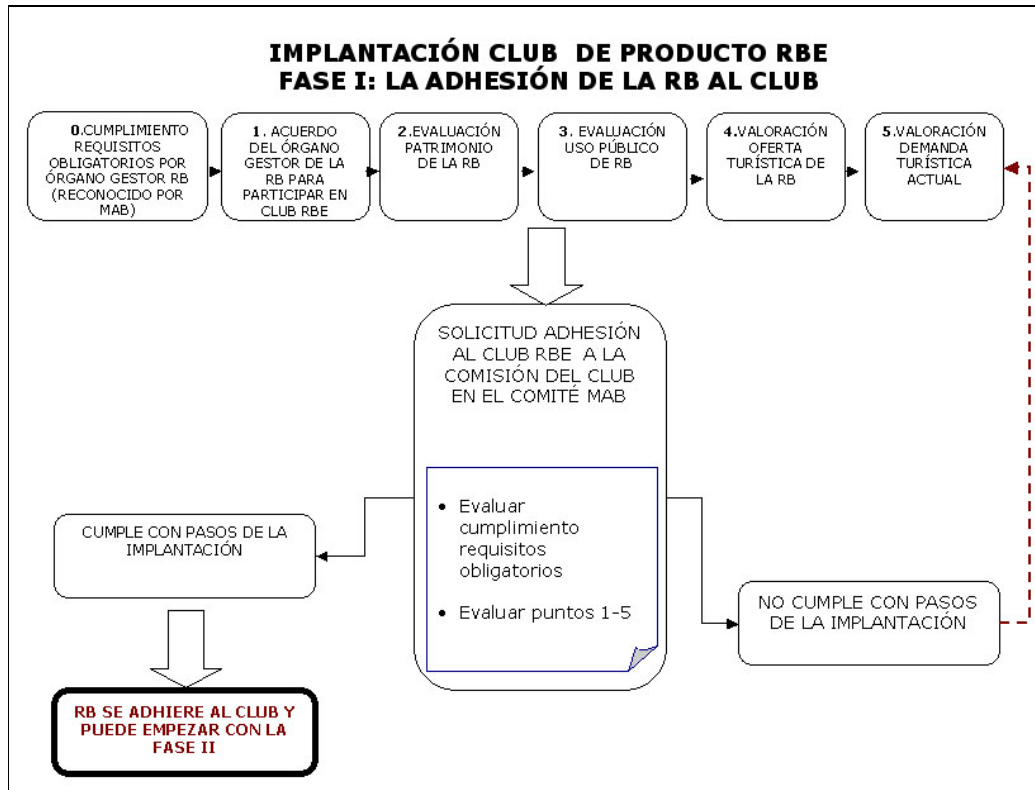 IMPLANTACIÓN CLUB DE PRODUCTO RBE
FASE I: LA ADHESIÓN DE LA RB AL CLUB
0.CUMPLIMIENTO
REQUISITOS
OBLIGATORIOS POR
ÓRGANO GESTOR RB
(RECONOCIDO POR
MAB)
1. ACUERDO
DEL ÓRGANO
GESTOR DE LA
RB PARA
PARTICIPAR EN
CLUB RBE
2.EVALUACIÓN
PATRIMONIO
DE LA RB
3. EVALUACIÓN
USO PÚBLICO
DE RB
4.VALORACIÓN
OFERTA
TURÍSTICA DE
LA RB
5.VALORACIÓN
DEMANDA
TURÍSTICA
ACTUAL
SOLICITUD ADHESIÓN
AL CLUB RBE A LA
COMISIÓN DEL CLUB
EN EL COMITÉ MAB
• Evaluar
cumplimiento
requisitos
obligatorios
• Evaluar puntos 1-5
CUMPLE CON PASOS DE LA
IMPLANTACIÓN
NO CUMPLE CON PASOS
DE LA IMPLANTACIÓN
RB SE ADHIERE AL CLUB Y
PUEDE EMPEZAR CON LA
FASE II